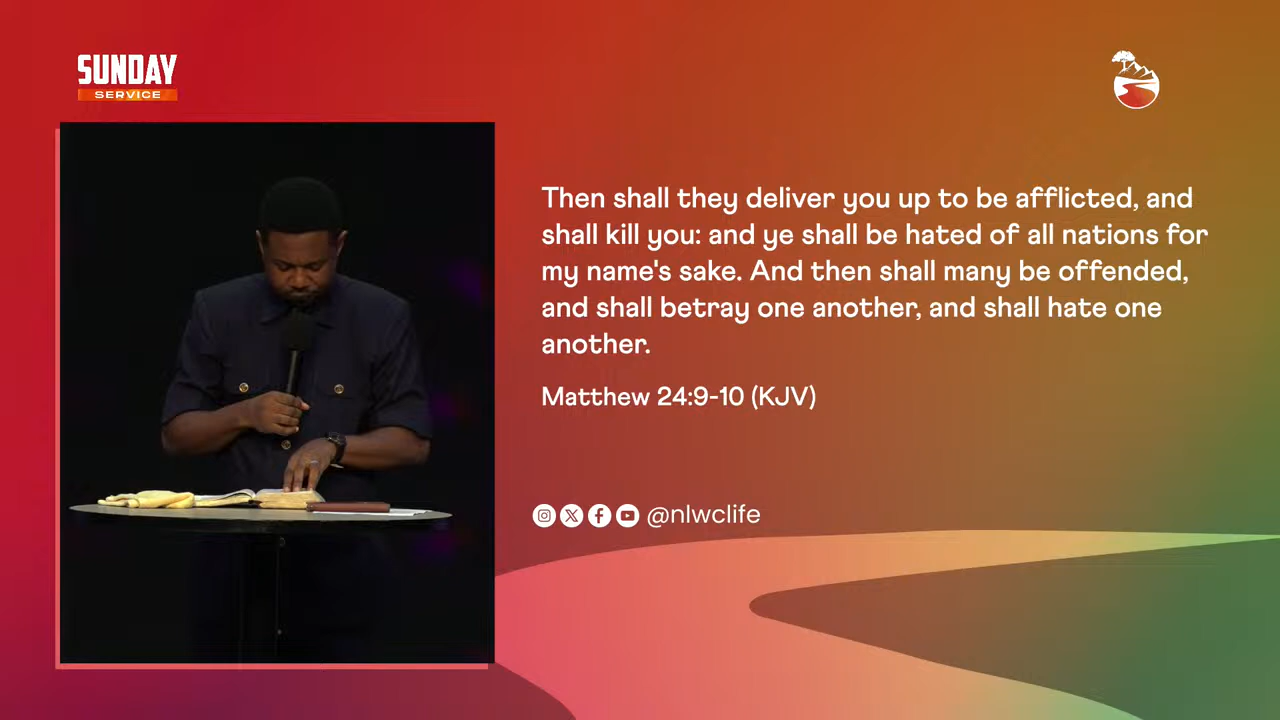 SUNDAY
SERVICE
Then shall they deliver you up to be afflicted, and
shall kill you: and ye shall be hated of all nations for
my name's sake. And then shall many be offended,
and shall betray one another, and shall hate one
another.
Matthew 24:9-10 (KJV)
@nlwclife